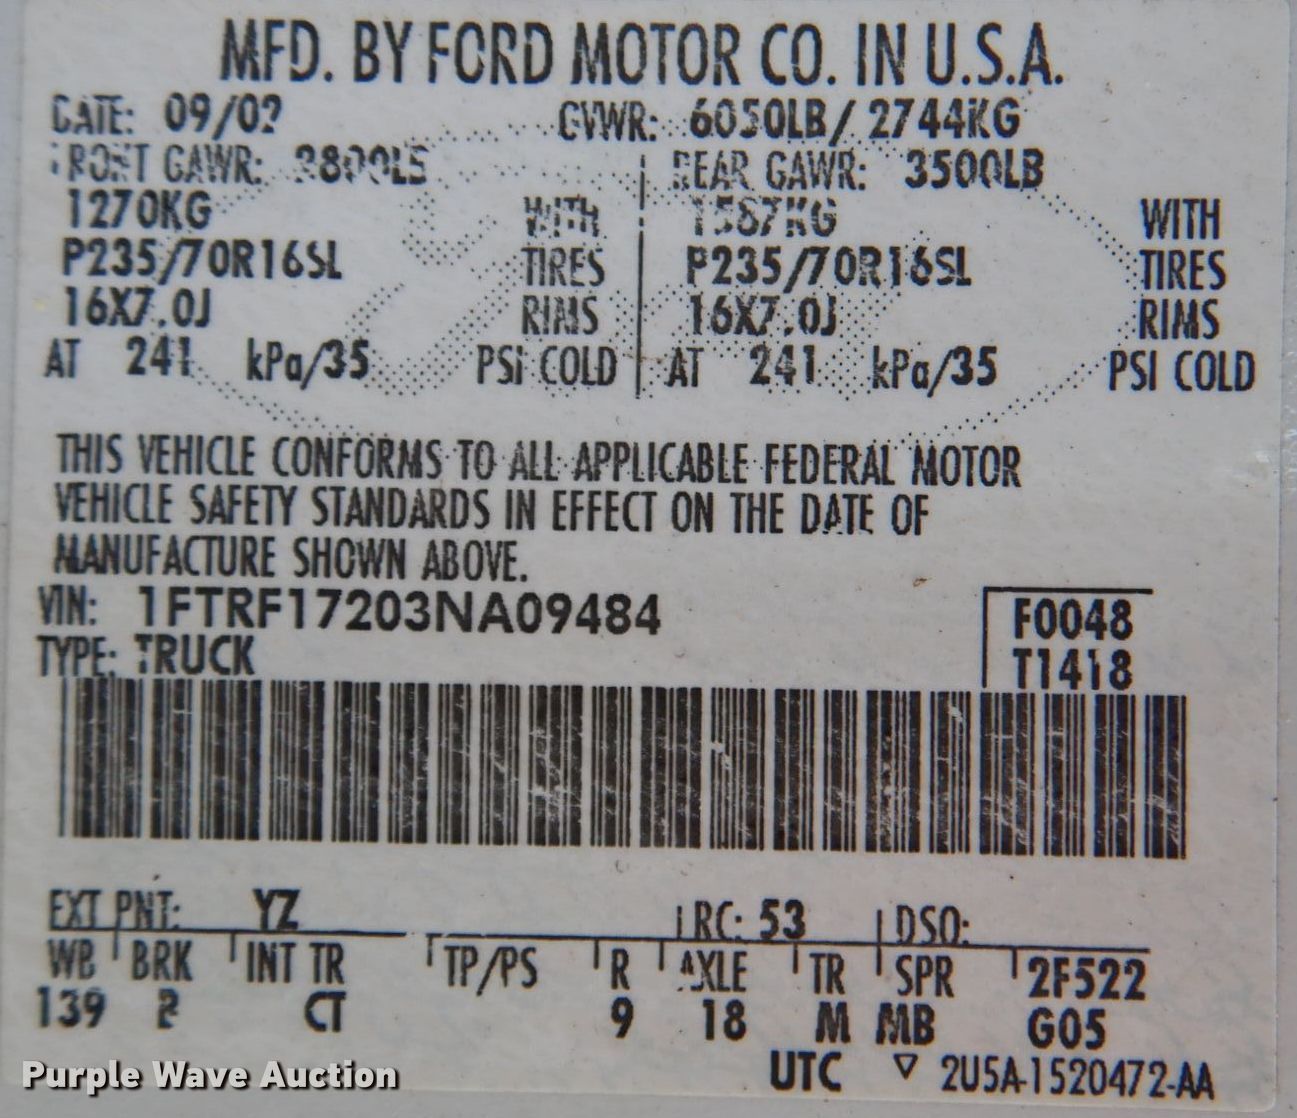 MFD. BY FORD MOTOR CO. IN U.S.A.
DATE: 09/02 GVWR: 6050LB/ 2744KG
FRONT GAWR: 2800LB REAR GAWR: 3500LB
1270KG WITH 1587KG WITH
P235/70R16SL TIRES P235/70R16SL TIRES
16X7.0J RIMS 16X7.0J RIMS
AT 241 kPa/35 PSI COLD AT 241 kPa/35 PSI COLD
THIS VEHICLE CONFORMS TO ALL APPLICABLE FEDERAL MOTOR
VEHICLE SAFETY STANDARDS IN EFFECT ON THE DATE OF
MANUFACTURE SHOWN ABOVE.
VIN: 1FTRF17203NA09484
TYPE: TRUCK
F0048
T1418
EXT PNT: YZ RC: 53 DSO:
WB BRK INT TR TP/PS R AXLE TR SPR 2F522
139 CT 9 18 M MB G05
UTC ▽ 2U5A-1520472-AA
Purple Wave Auction